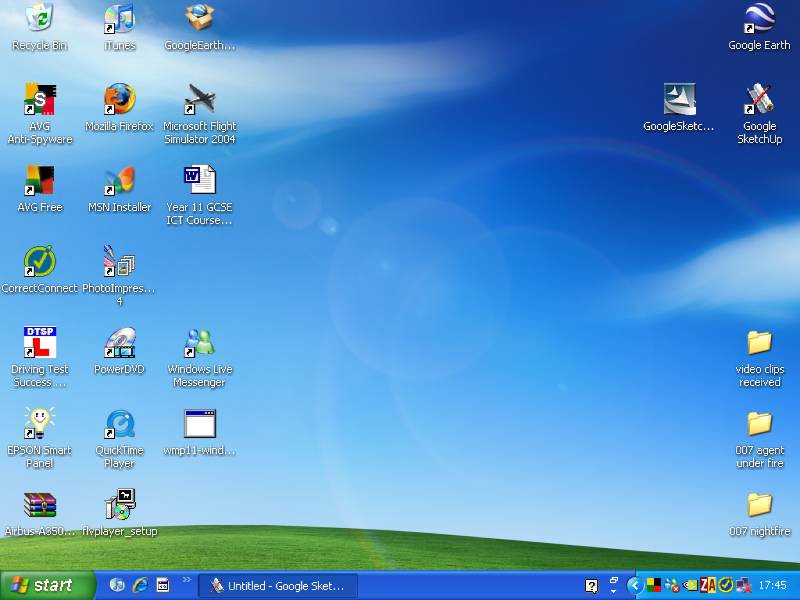 Recycle Bin
iTunes
GoogleEarth...
Google Earth
AVG
Anti-Spyware
Mozilla Firefox
Microsoft Flight
Simulator 2004
GoogleSketc...
Google
SketchUp
AVG Free
MSN Installer
W
Year 11 GCSE
ICT Course...
CorrectConnect
PhotoImpres...
4
DTSP
L
Driving Test
Success ...
PowerDVD
Windows Live
Messenger
video clips
received
EPSON Smart
Panel
QuickTime
Player
wmp11-wind...
007 agent
under fire
Airbus-A350...
flvplayer_setup
007 nightfire
start
Untitled - Google Sket...
ZA
17:45